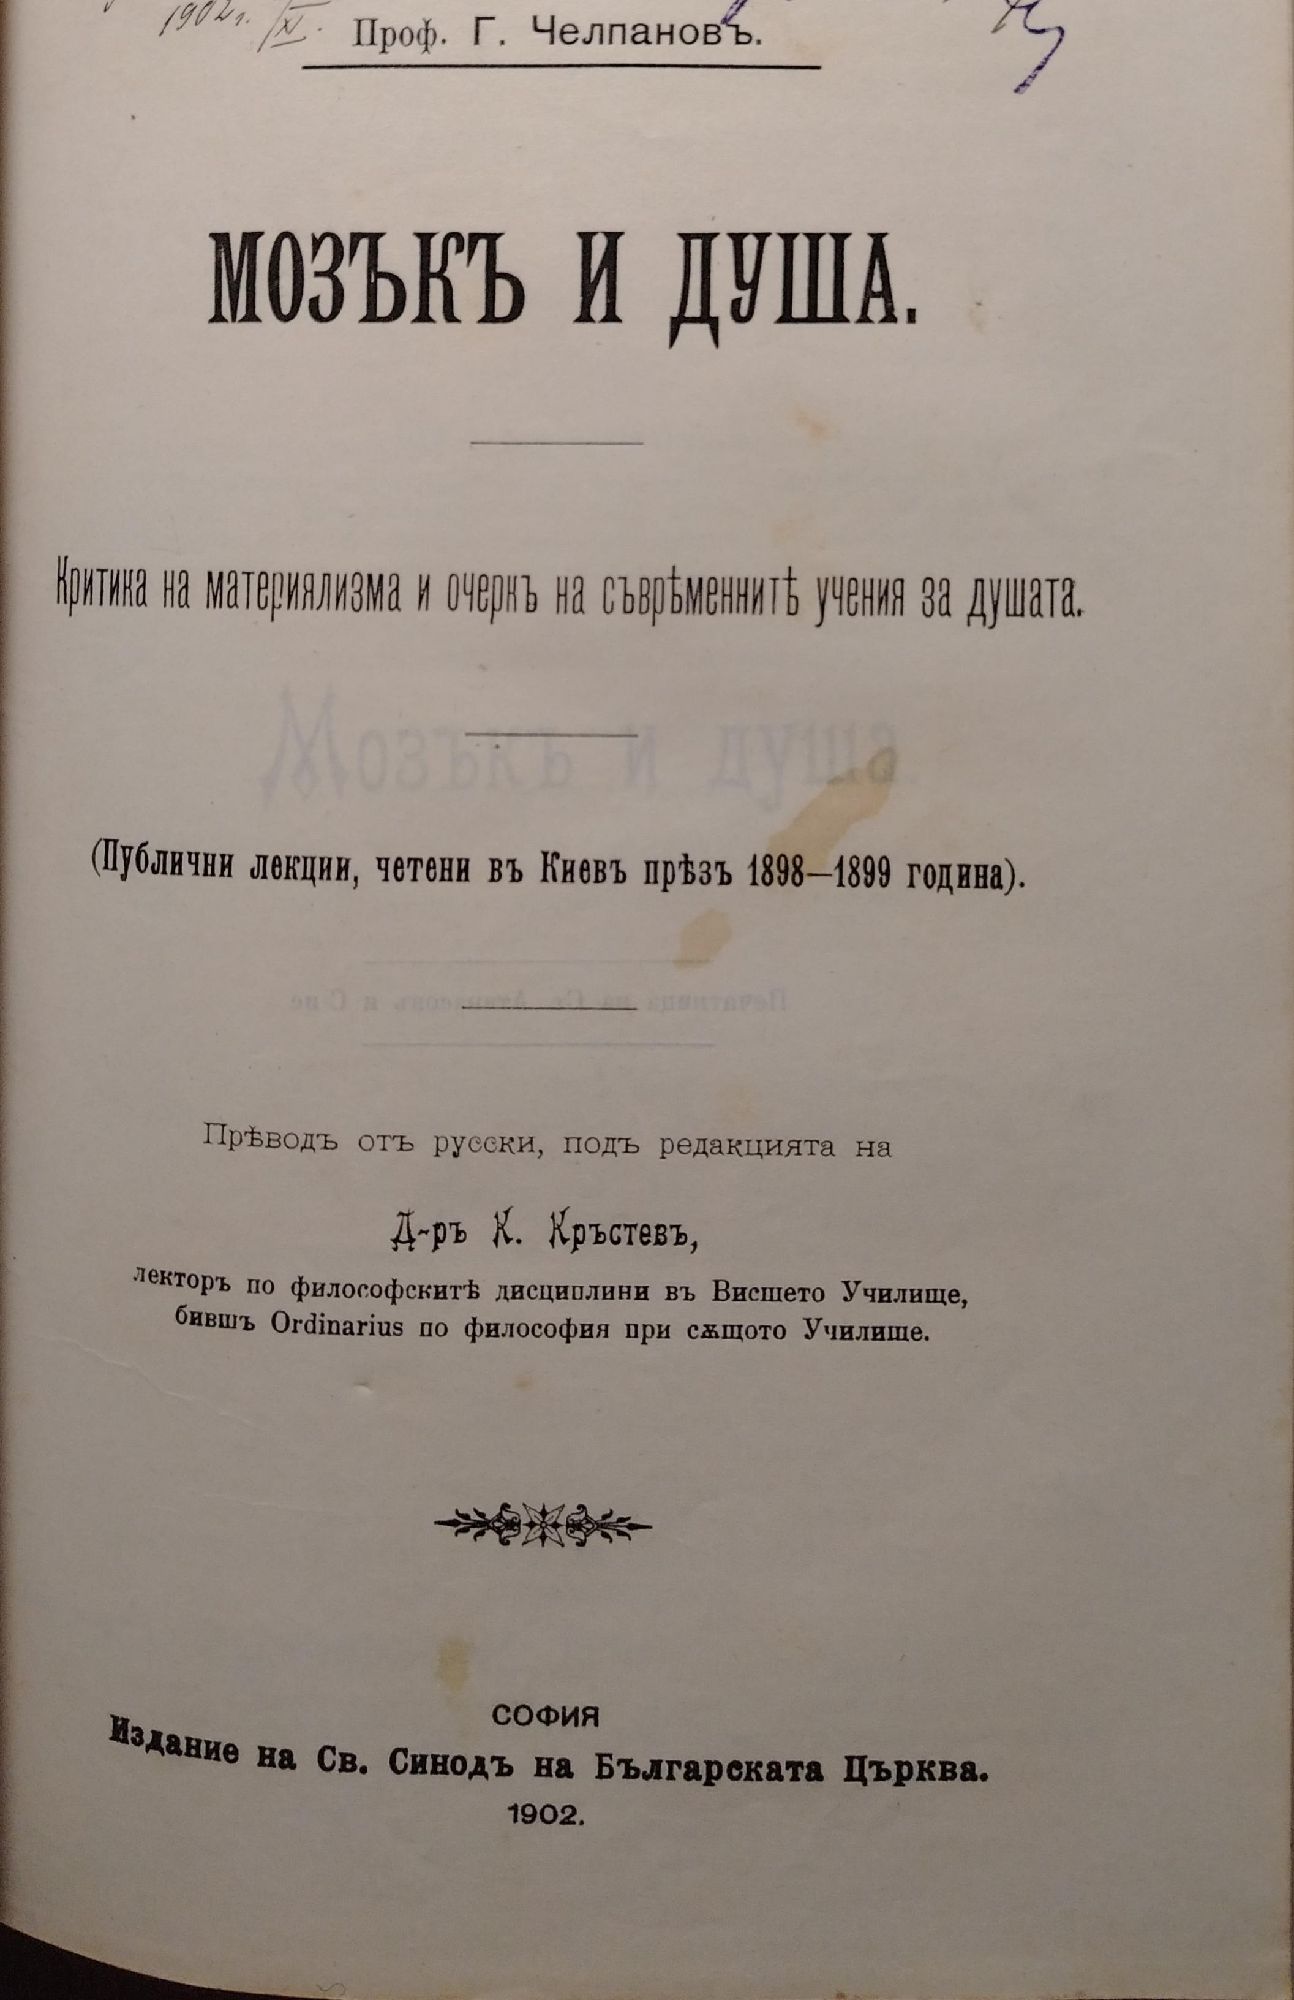 1902 г. /XI.
Проф. Г. Челпановъ.
МОЗЪКЪ И ДУША.
Критика на материялизма и очеркъ на съврѣменнитѣ учения за душата.
(Публични лекции, четени въ Киевъ прѣзъ 1898—1899 година).
Прѣводъ отъ русски, подъ редакцията на
Д-ръ К. Кръстевъ,
лекторъ по философскитѣ дисциплини въ Висшето Училище,
бившъ Ordinarius по философия при сѫщото Училище.
СОФИЯ
Издание на Св. Синодъ на Българската Църква.
1902.